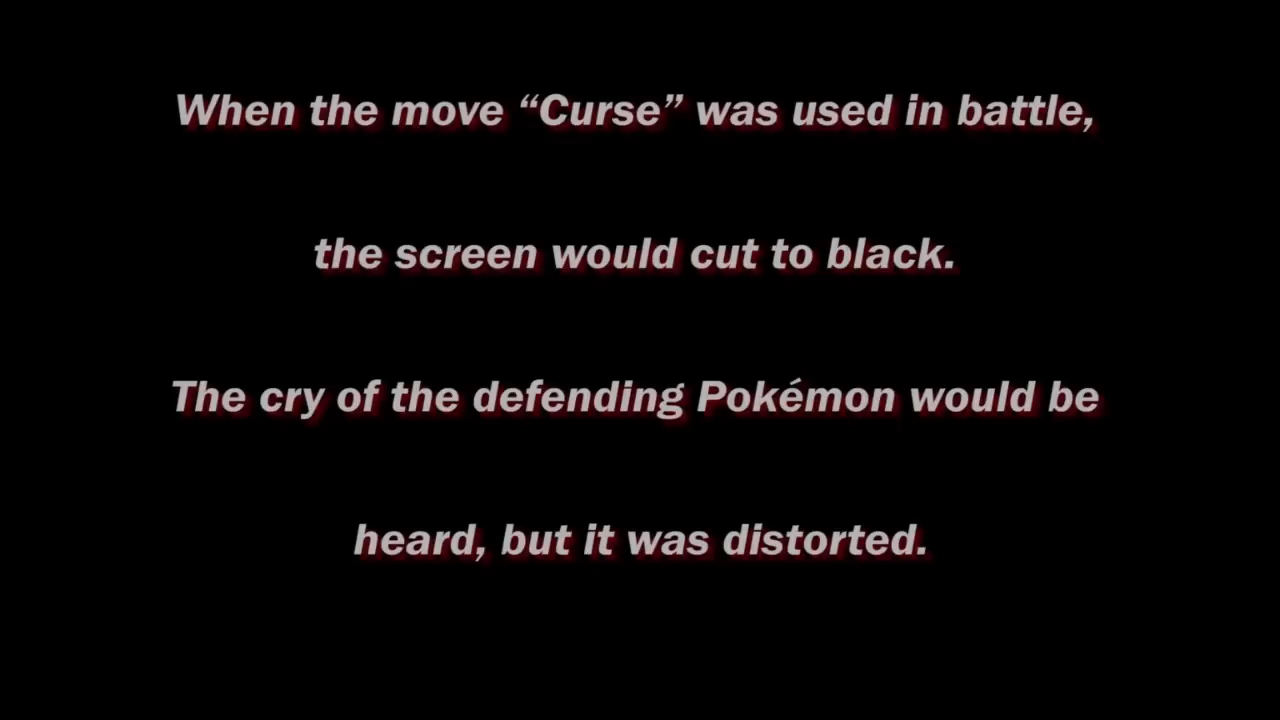 When the move “Curse” was used in battle,
the screen would cut to black.
The cry of the defending Pokémon would be
heard, but it was distorted.